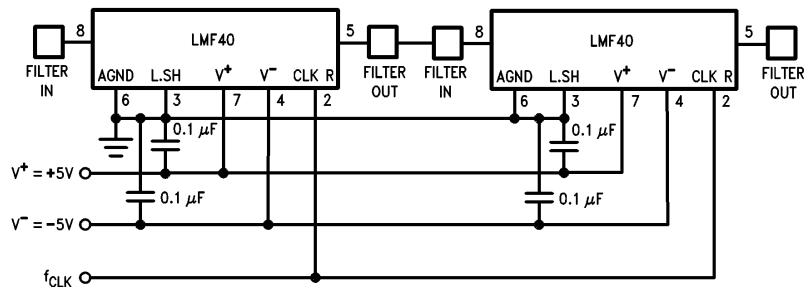 LMF40
LMF40
8
5
8
5
FILTER
IN
AGND L.SH V+ V− CLK R
FILTER
OUT
FILTER
IN
AGND L.SH V+ V− CLK R
FILTER
OUT
6 3 7 4 2
6 3 7 4 2
0.1 μF
0.1 μF
V+ = +5V
0.1 μF
0.1 μF
V− = −5V
fCLK